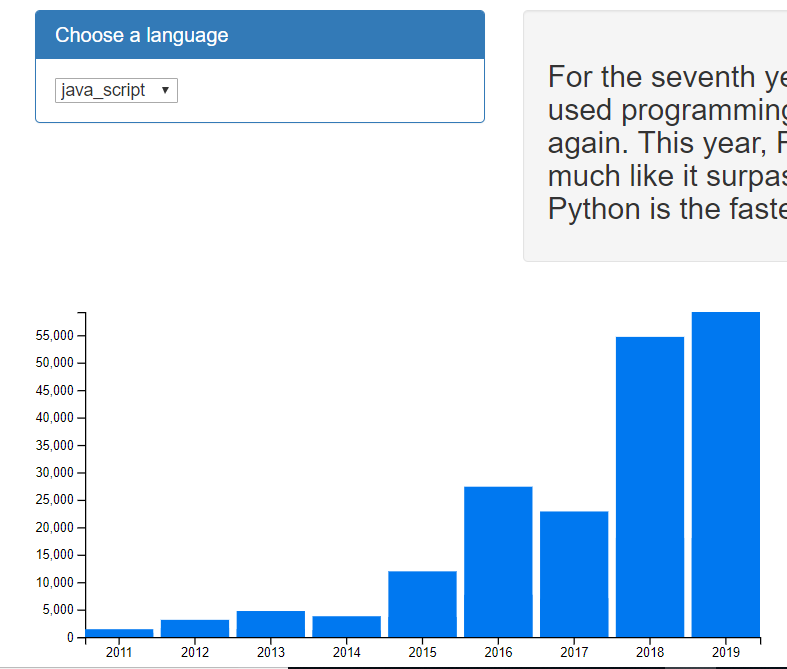 Choose a language
java_script
For the seventh ye
used programming
again. This year,
much like it surpas
Python is the faste
55,000
50,000
45,000
40,000
35,000
30,000
25,000
20,000
15,000
10,000
5,000
0
2011 2012 2013 2014 2015 2016 2017 2018 2019